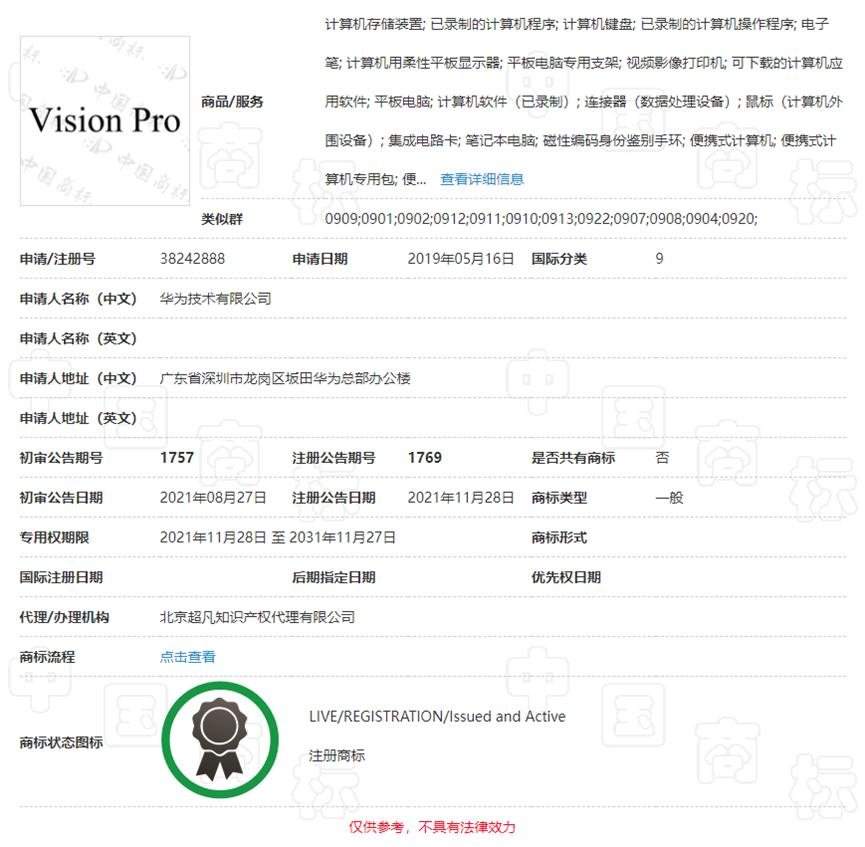 Vision Pro
商品/服务
计算机存储装置; 已录制的计算机程序; 计算机键盘; 已录制的计算机操作程序; 电子
笔; 计算机用柔性平板显示器; 平板电脑专用支架; 视频影像打印机; 可下载的计算机应
用软件; 平板电脑; 计算机软件（已录制）; 连接器（数据处理设备）; 鼠标（计算机外
围设备）; 集成电路卡; 笔记本电脑; 磁性编码身份鉴别手环; 便携式计算机; 便携式计
算机专用包; 便... 查看详细信息
类似群 0909;0901;0902;0912;0911;0910;0913;0922;0907;0908;0904;0920;
申请/注册号 38242888 申请日期 2019年05月16日 国际分类 9
申请人名称（中文） 华为技术有限公司
申请人名称（英文）
申请人地址（中文） 广东省深圳市龙岗区坂田华为总部办公楼
申请人地址（英文）
初审公告期号 1757 注册公告期号 1769 是否共有商标 否
初审公告日期 2021年08月27日 注册公告日期 2021年11月28日 商标类型 一般
专用权期限 2021年11月28日 至 2031年11月27日 商标形式
国际注册日期 后期指定日期 优先权日期
代理/办理机构 北京超凡知识产权代理有限公司
商标流程 点击查看
商标状态图标
LIVE/REGISTRATION/Issued and Active
注册商标
仅供参考，不具有法律效力
中国商标